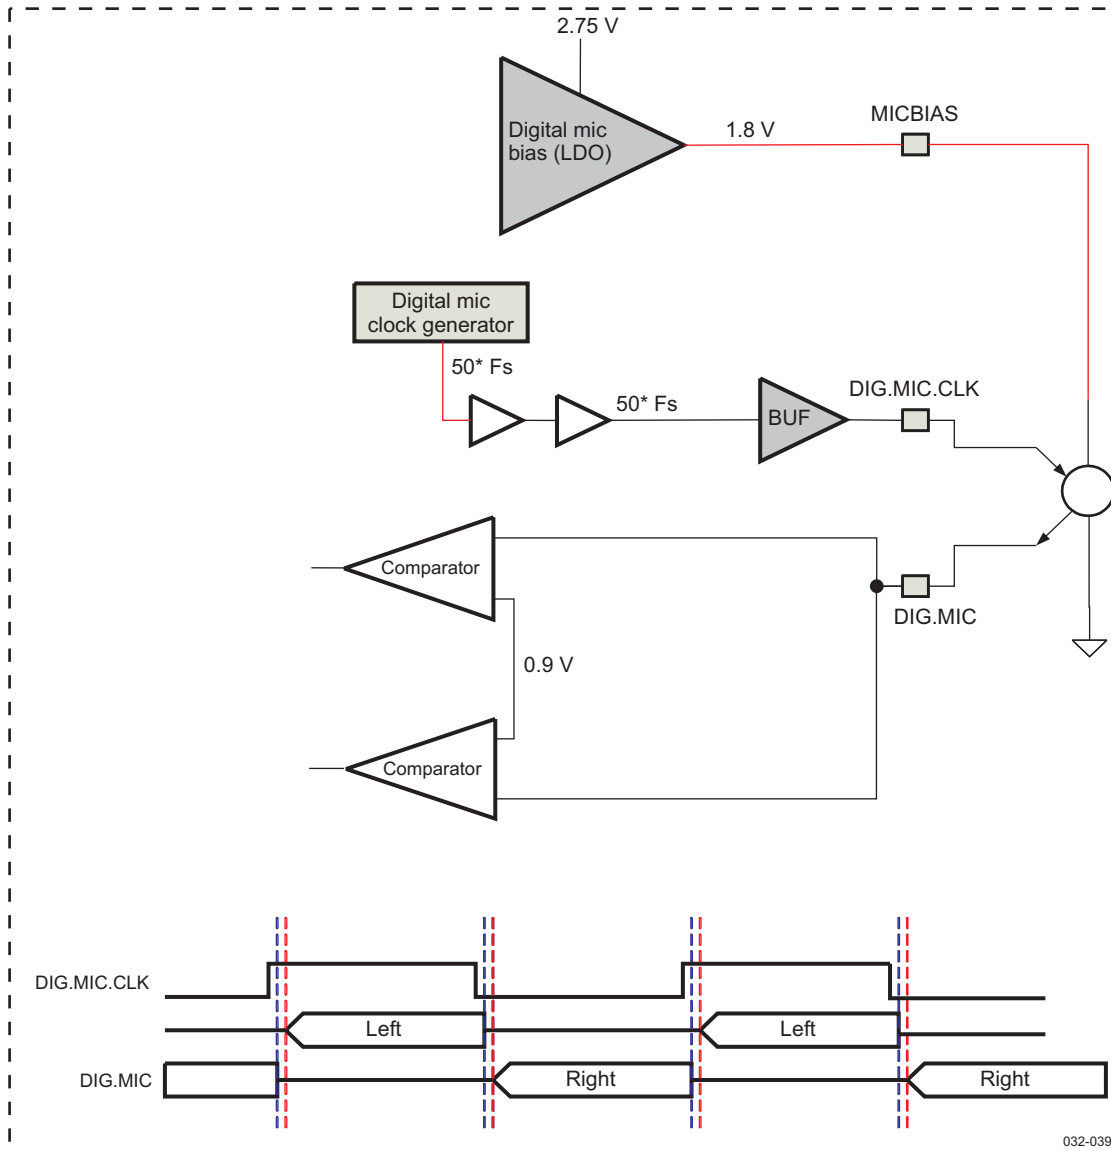 2.75 V
Digital mic
bias (LDO)
1.8 V
MICBIAS
Digital mic
clock generator
50* Fs
50* Fs
BUF
DIG.MIC.CLK
Comparator
DIG.MIC
0.9 V
Comparator
DIG.MIC.CLK
Left
Left
DIG.MIC
Right
Right
032-039